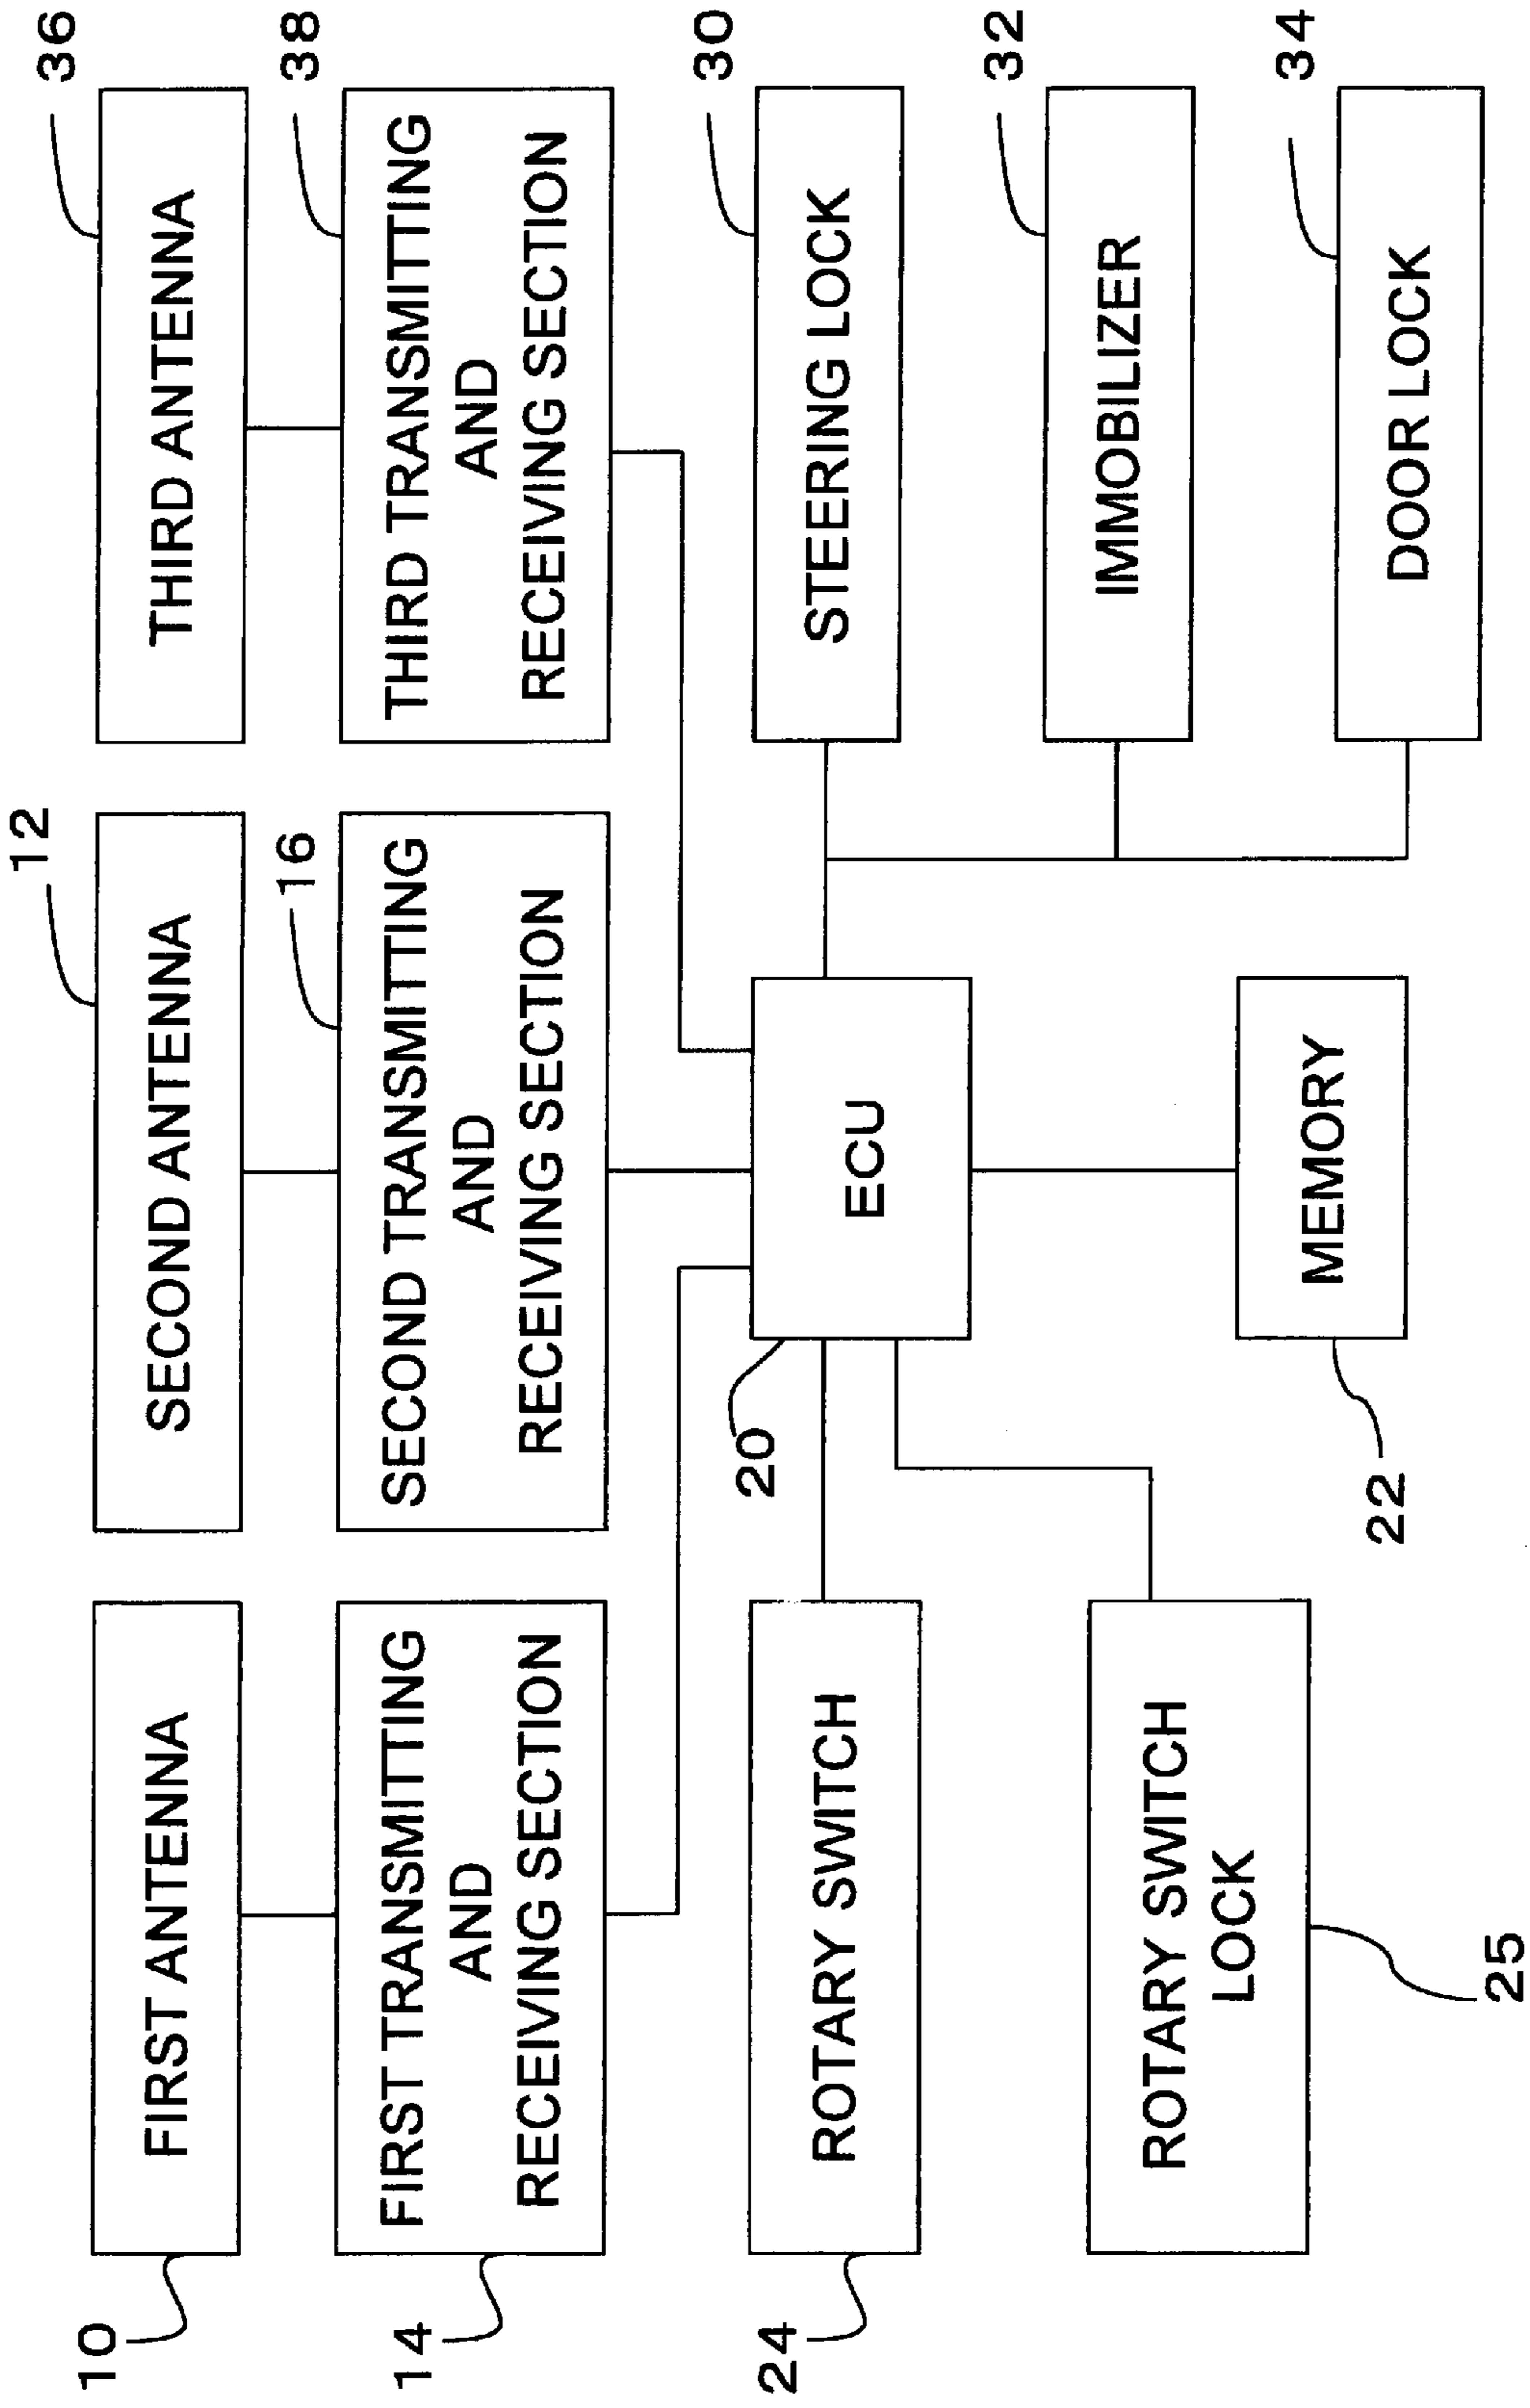 10
FIRST ANTENNA
12
SECOND ANTENNA
36
THIRD ANTENNA
14
FIRST TRANSMITTING
AND
RECEIVING SECTION
16
SECOND TRANSMITTING
AND
RECEIVING SECTION
38
THIRD TRANSMITTING
AND
RECEIVING SECTION
24
ROTARY SWITCH
20
ECU
30
STEERING LOCK
32
IMMOBILIZER
ROTARY SWITCH
LOCK
25
MEMORY
22
34
DOOR LOCK